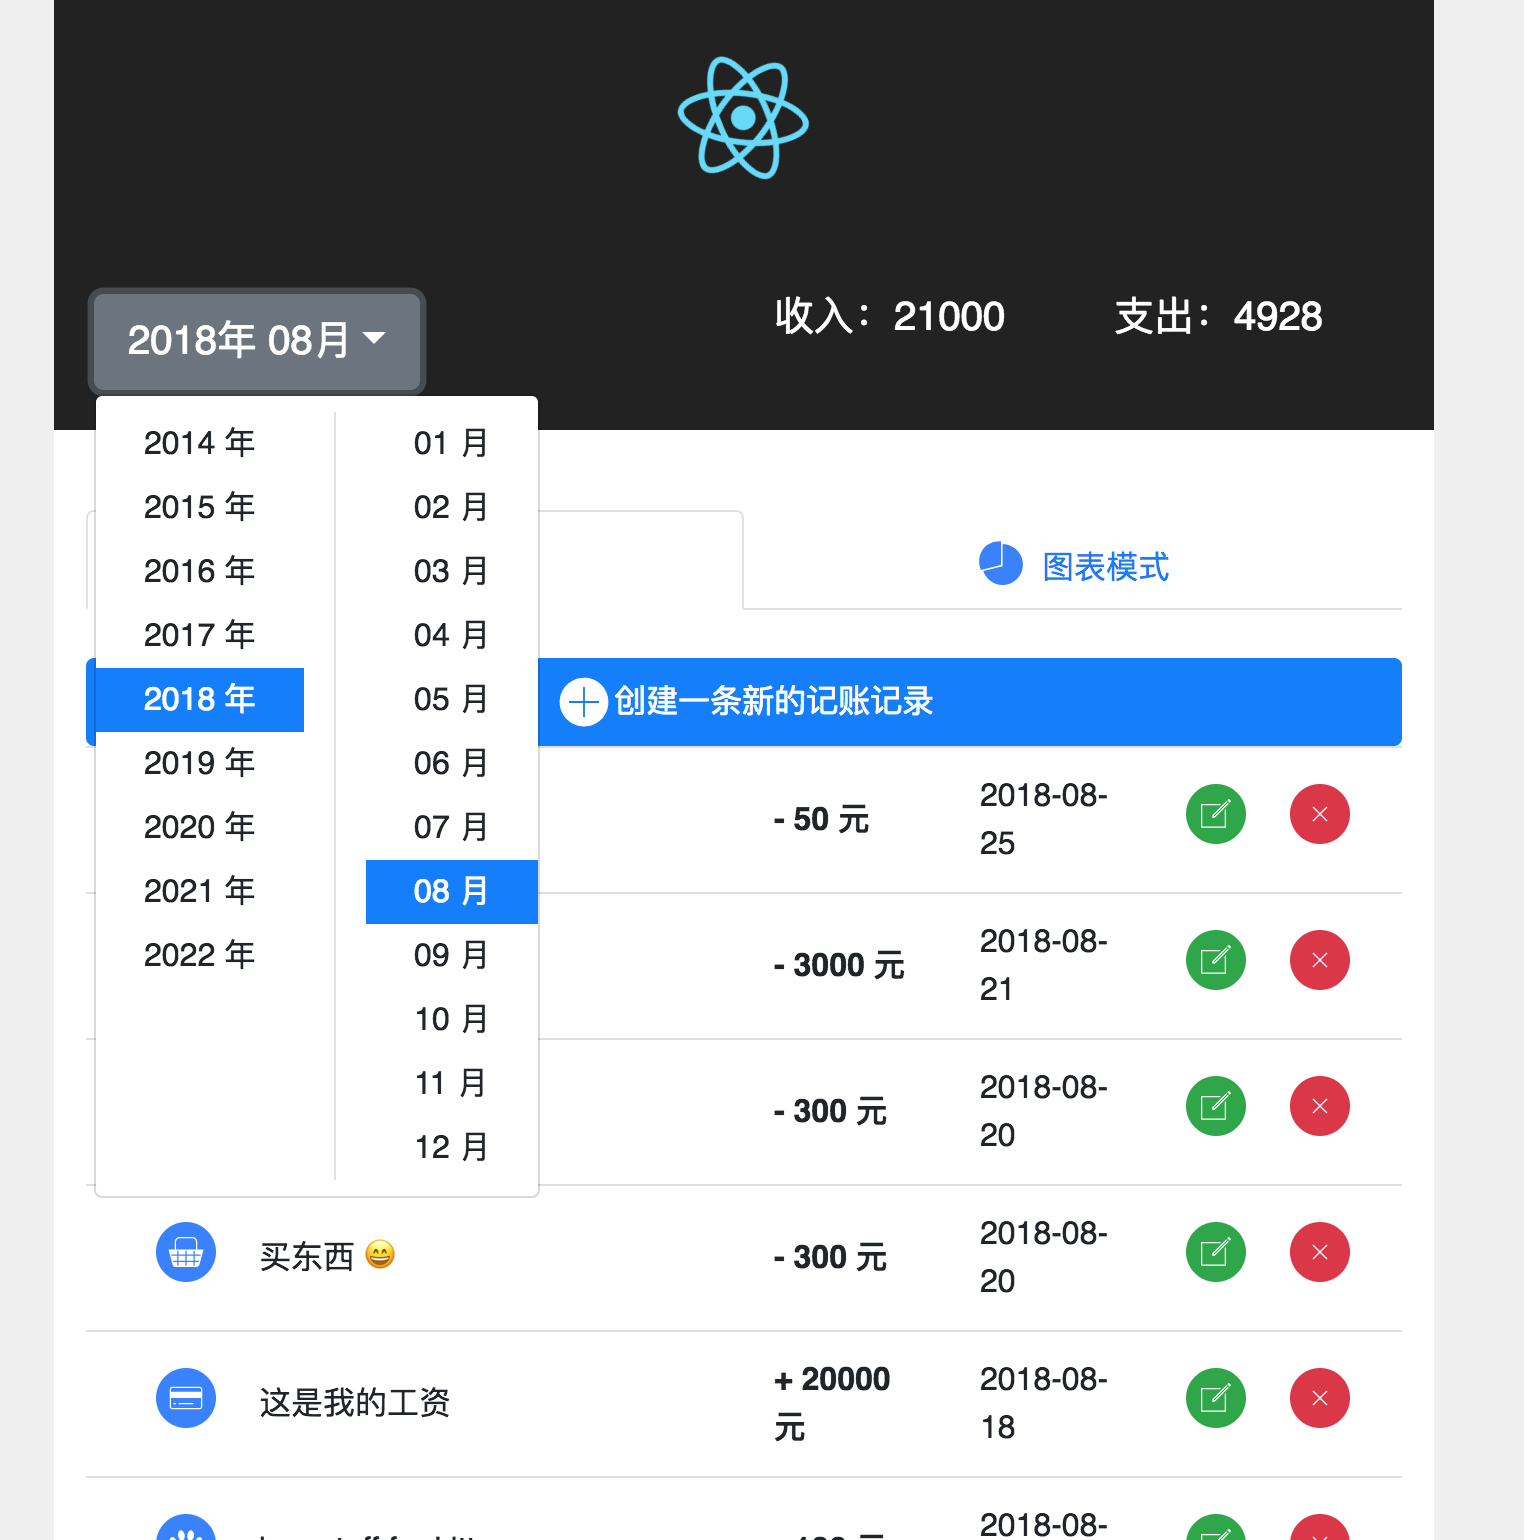 收入：21000
支出：4928
2018年 08月
2014 年
2015 年
2016 年
2017 年
2018 年
2019 年
2020 年
2021 年
2022 年
01 月
02 月
03 月
04 月
05 月
06 月
07 月
08 月
09 月
10 月
11 月
12 月
图表模式
创建一条新的记账记录
- 50 元
2018-08-
25
- 3000 元
2018-08-
21
- 300 元
2018-08-
20
买东西 😄
- 300 元
2018-08-
20
这是我的工资
+ 20000
元
2018-08-
18
2018-08-